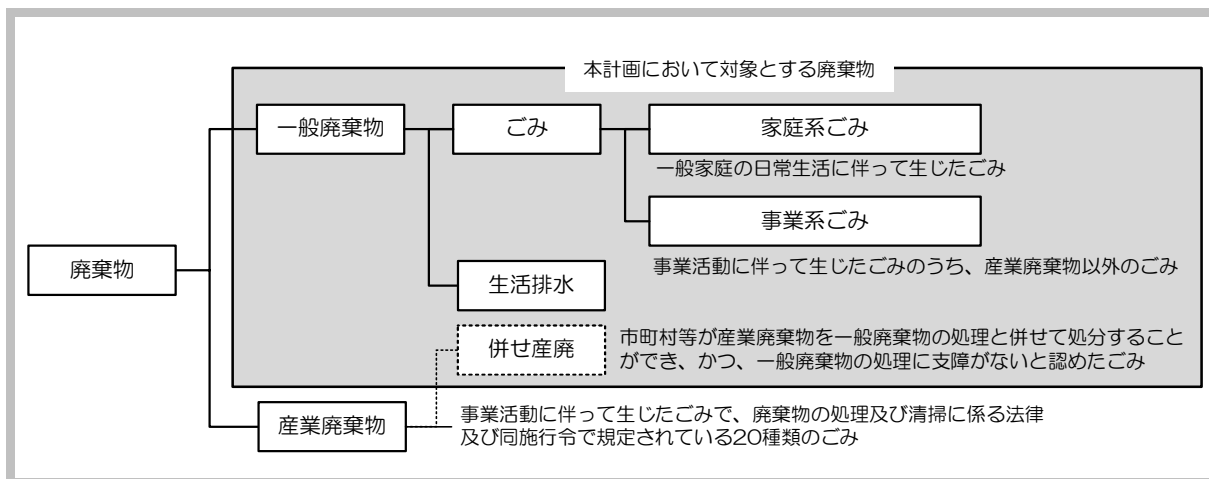 本計画において対象とする廃棄物
一般廃棄物
ごみ
家庭系ごみ
一般家庭の日常生活に伴って生じたごみ
事業系ごみ
事業活動に伴って生じたごみのうち、産業廃棄物以外のごみ
廃棄物
生活排水
併せ産廃
市町村等が産業廃棄物を一般廃棄物の処理と併せて処分すること
ができ、かつ、一般廃棄物の処理に支障がないと認めたごみ
産業廃棄物
事業活動に伴って生じたごみで、廃棄物の処理及び清掃に係る法律
及び同施行令で規定されている20種類のごみ